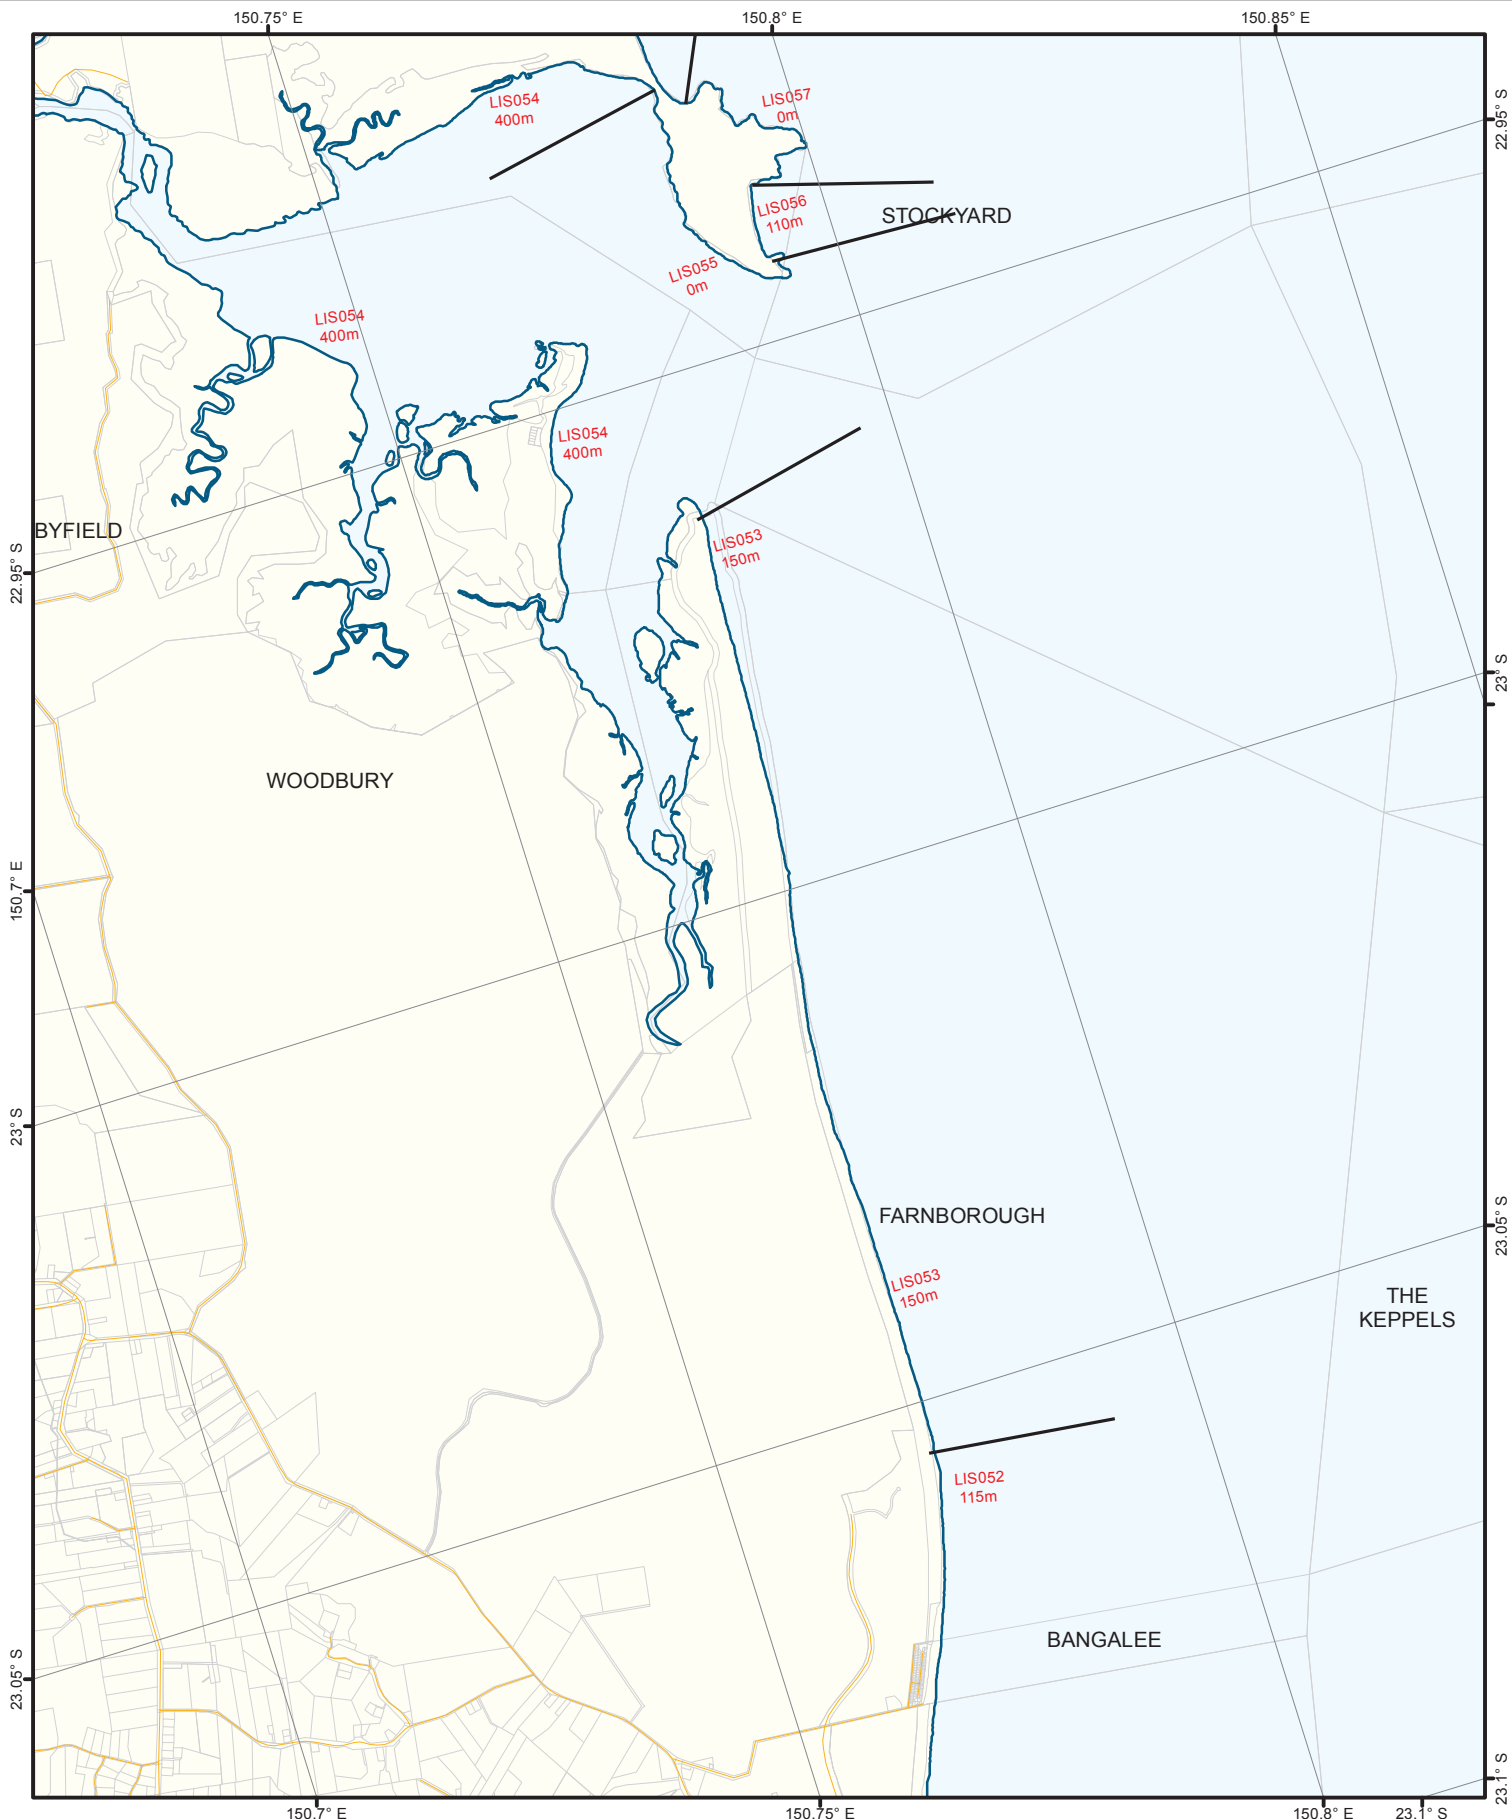 150.75° E
150.8° E
150.85° E
LIS054
400m
LIS057
0m
22.95° S
LIS056
110m
STOCKYARD
LIS055
0m
LIS054
400m
LIS054
400m
BYFIELD
LIS053
150m
22.95° S
23° S
WOODBURY
150.7° E
23° S
FARNBOROUGH
23.05° S
LIS053
150m
THE
KEPPELS
LIS052
115m
BANGALEE
23.05° S
23.1° S
150.7° E
150.75° E
150.8° E
23.1° S